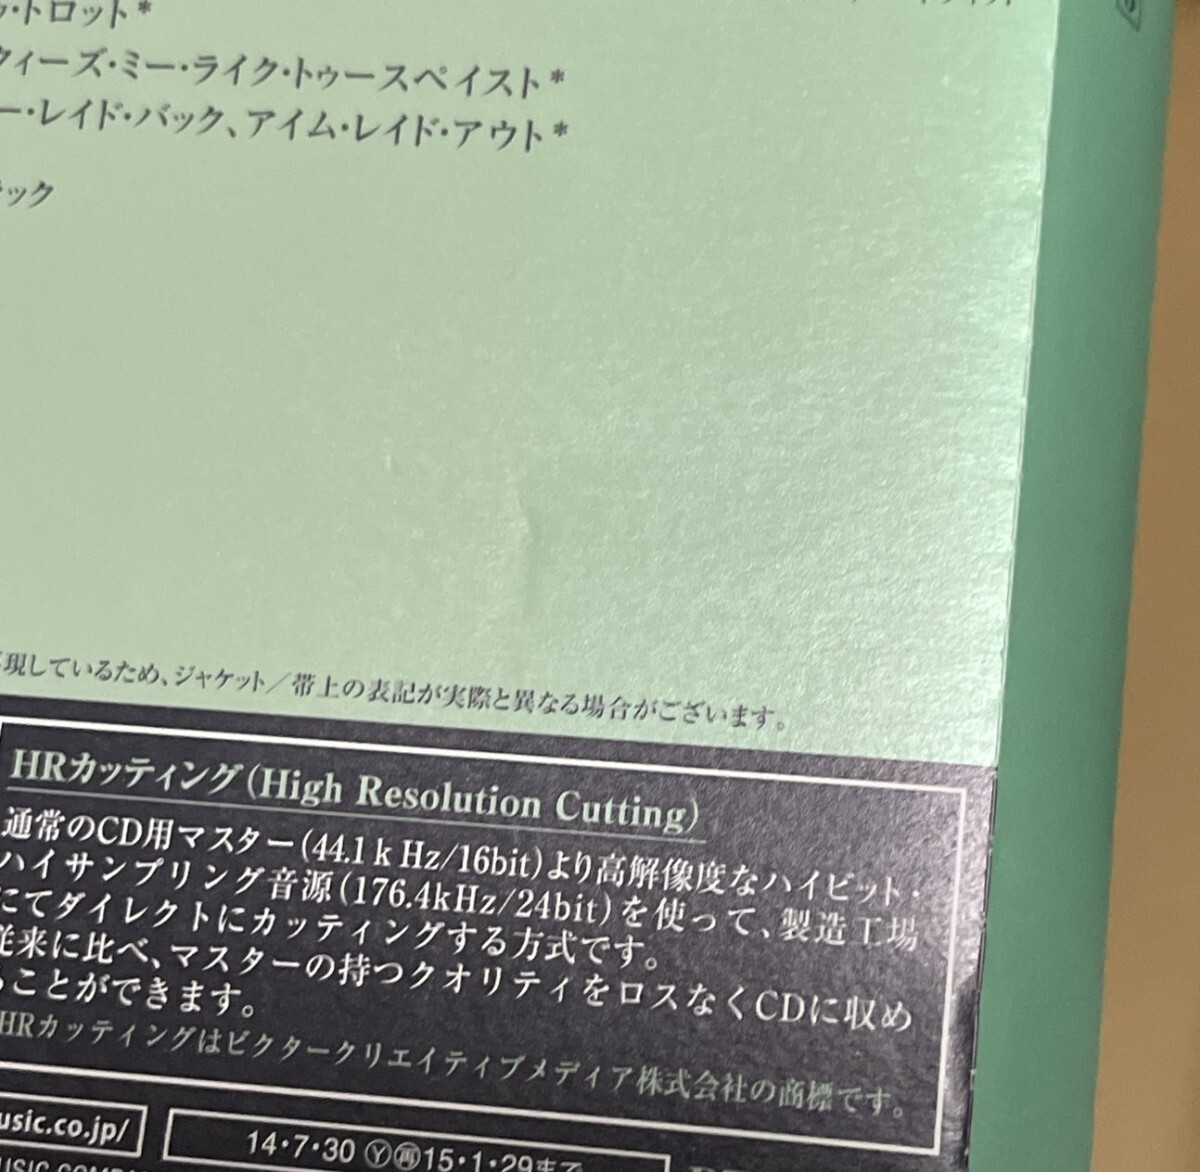 ・トロット*
ウィーズ・ミー・ライク・トゥースペイスト*
ー・レイド・バック、アイム・レイド・アウト*
ラック
現しているため、ジャケット／帯上の表記が実際と異なる場合がございます。
HRカッティング(High Resolution Cutting)
通常のCD用マスター(44.1kHz/16bit)より高解像度なハイビット・
ハイサンプリング音源(176.4kHz/24bit)を使って、製造工場
にてダイレクトにカッティングする方式です。
従来に比べ、マスターの持つクオリティをロスなくCDに収め
ることができます。
HRカッティングはビクタークリエイティブメディア株式会社の商標です。
usic.co.jp/
14・7・30 Ⓨ㊑15・1・29まで